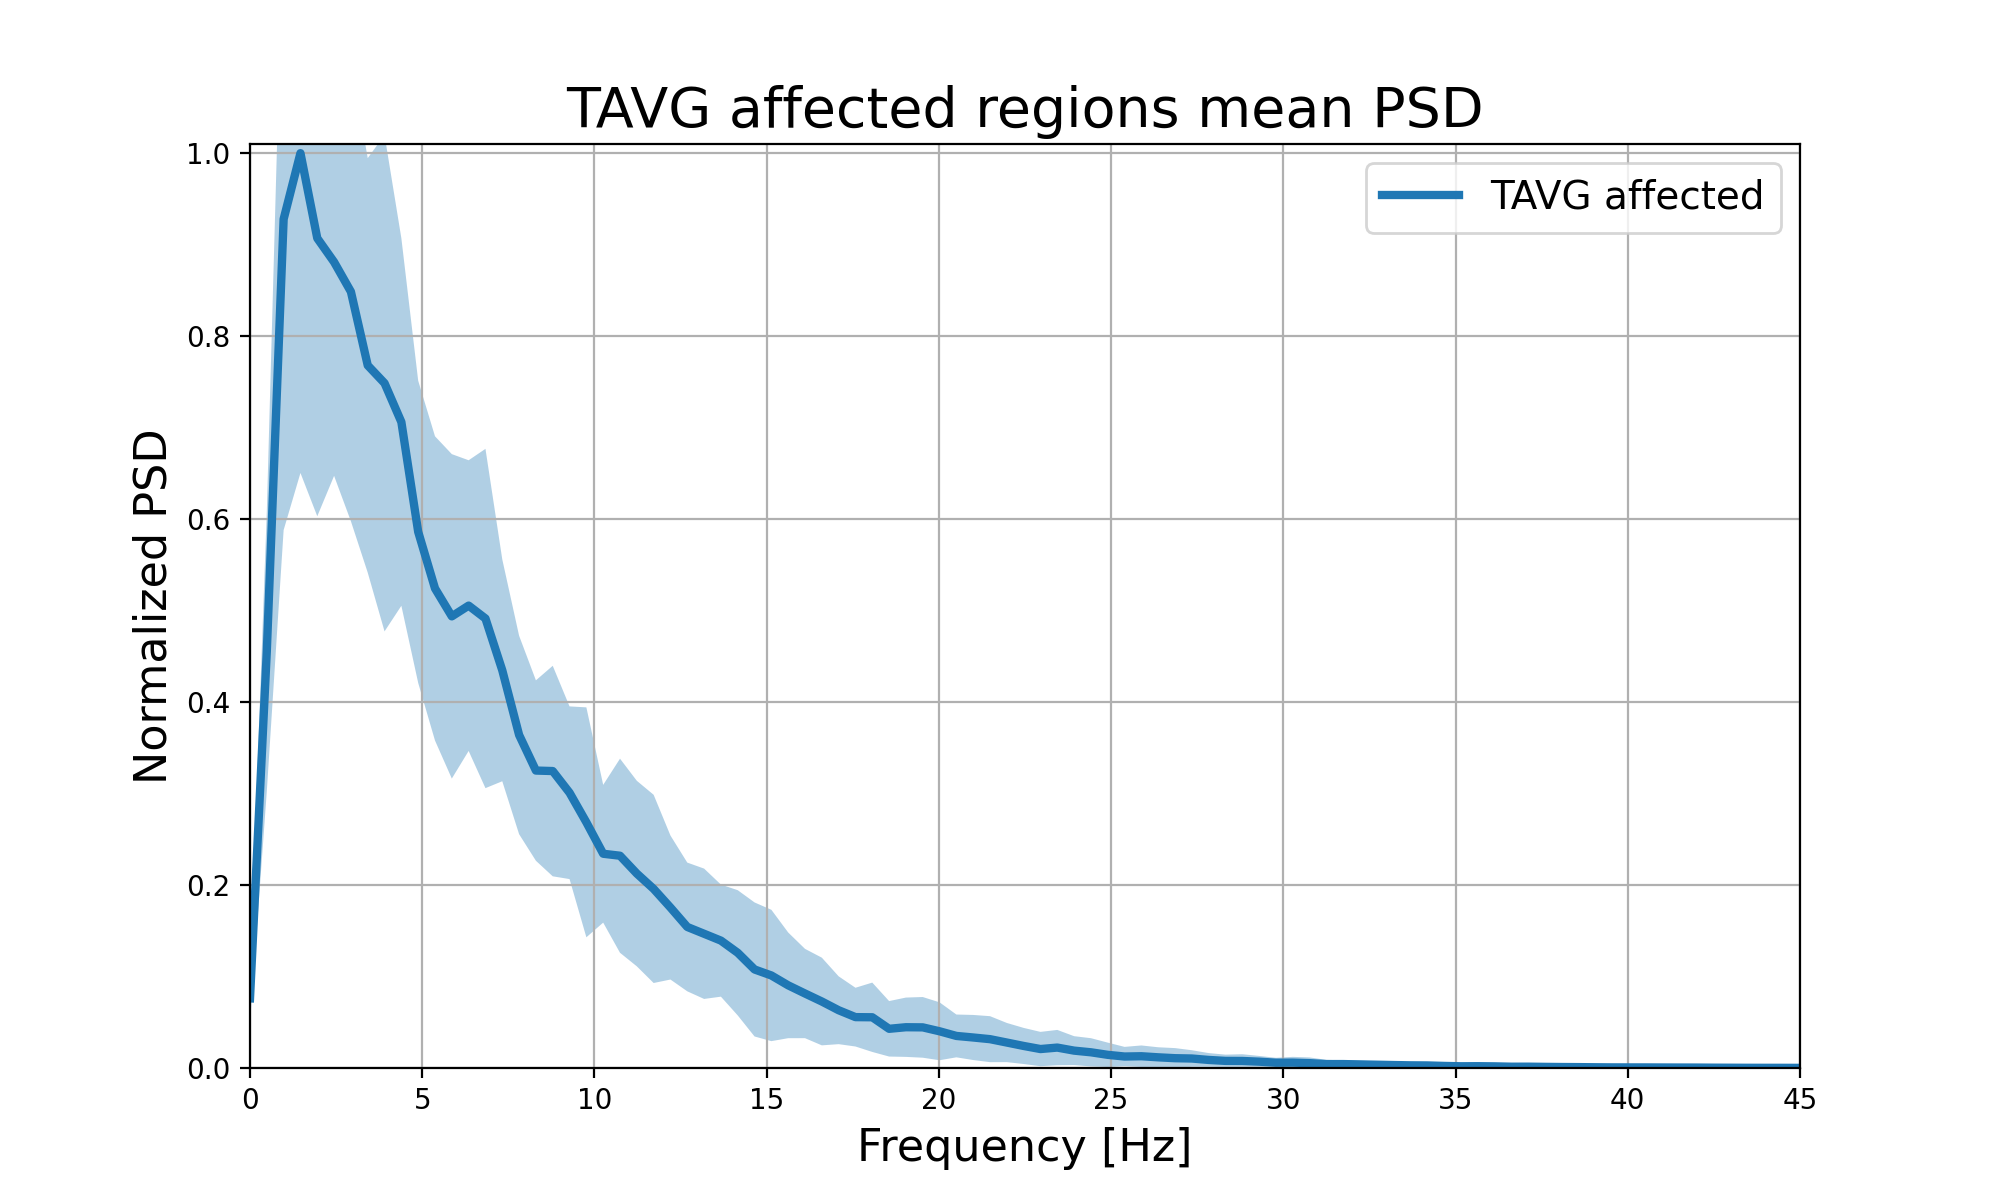 TAVG affected regions mean PSD
TAVG affected
Normalized PSD
1.0
0.8
0.6
0.4
0.2
0.0
0 5 10 15 20 25 30 35 40 45
Frequency [Hz]